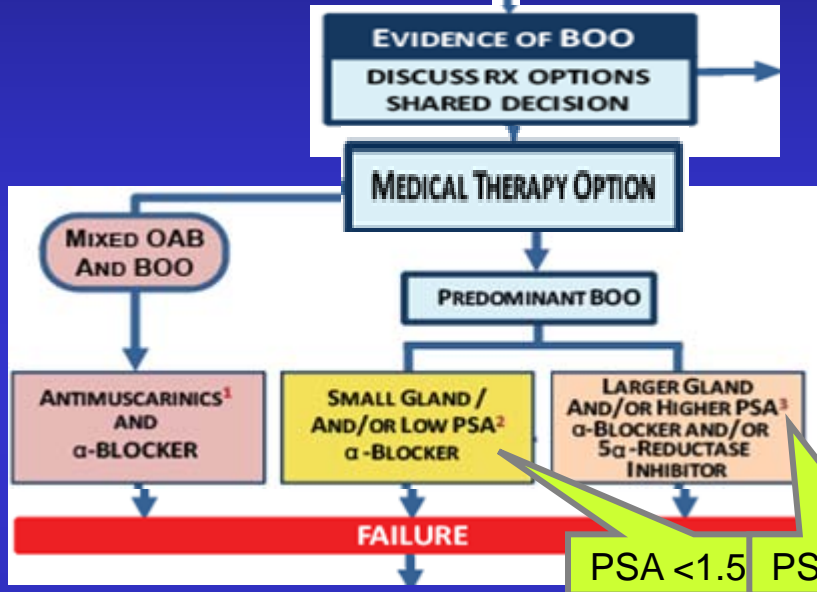 EVIDENCE OF BOO
DISCUSS RX OPTIONS
SHARED DECISION
MEDICAL THERAPY OPTION
MIXED OAB
AND BOO
PREDOMINANT BOO
ANTIMUSCARINICS¹
AND
α-BLOCKER
SMALL GLAND /
AND/OR LOW PSA²
α-BLOCKER
LARGER GLAND
AND/OR HIGHER PSA³
α-BLOCKER AND/OR
5α-REDUCTASE
INHIBITOR
FAILURE
PSA <1.5
PS